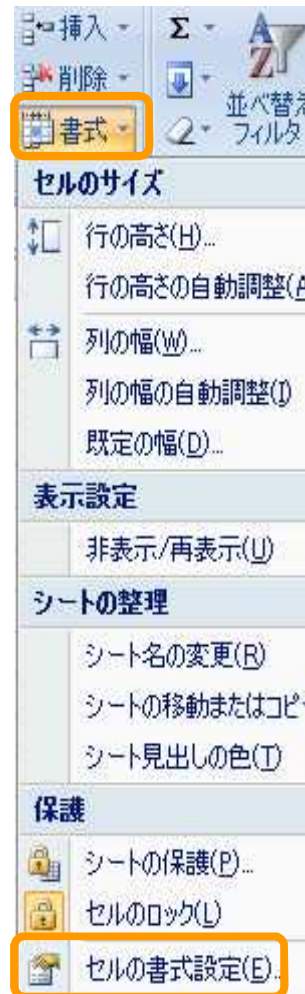 挿入 Σ
削除
並べ替え
書式 フィルタ
セルのサイズ
行の高さ(H)...
行の高さの自動調整(A
列の幅(W)...
列の幅の自動調整(I)
既定の幅(D)...
表示設定
非表示/再表示(U)
シートの整理
シート名の変更(R)
シートの移動またはコピー
シート見出しの色(T)
保護
シートの保護(P)...
セルのロック(L)
セルの書式設定(E)...